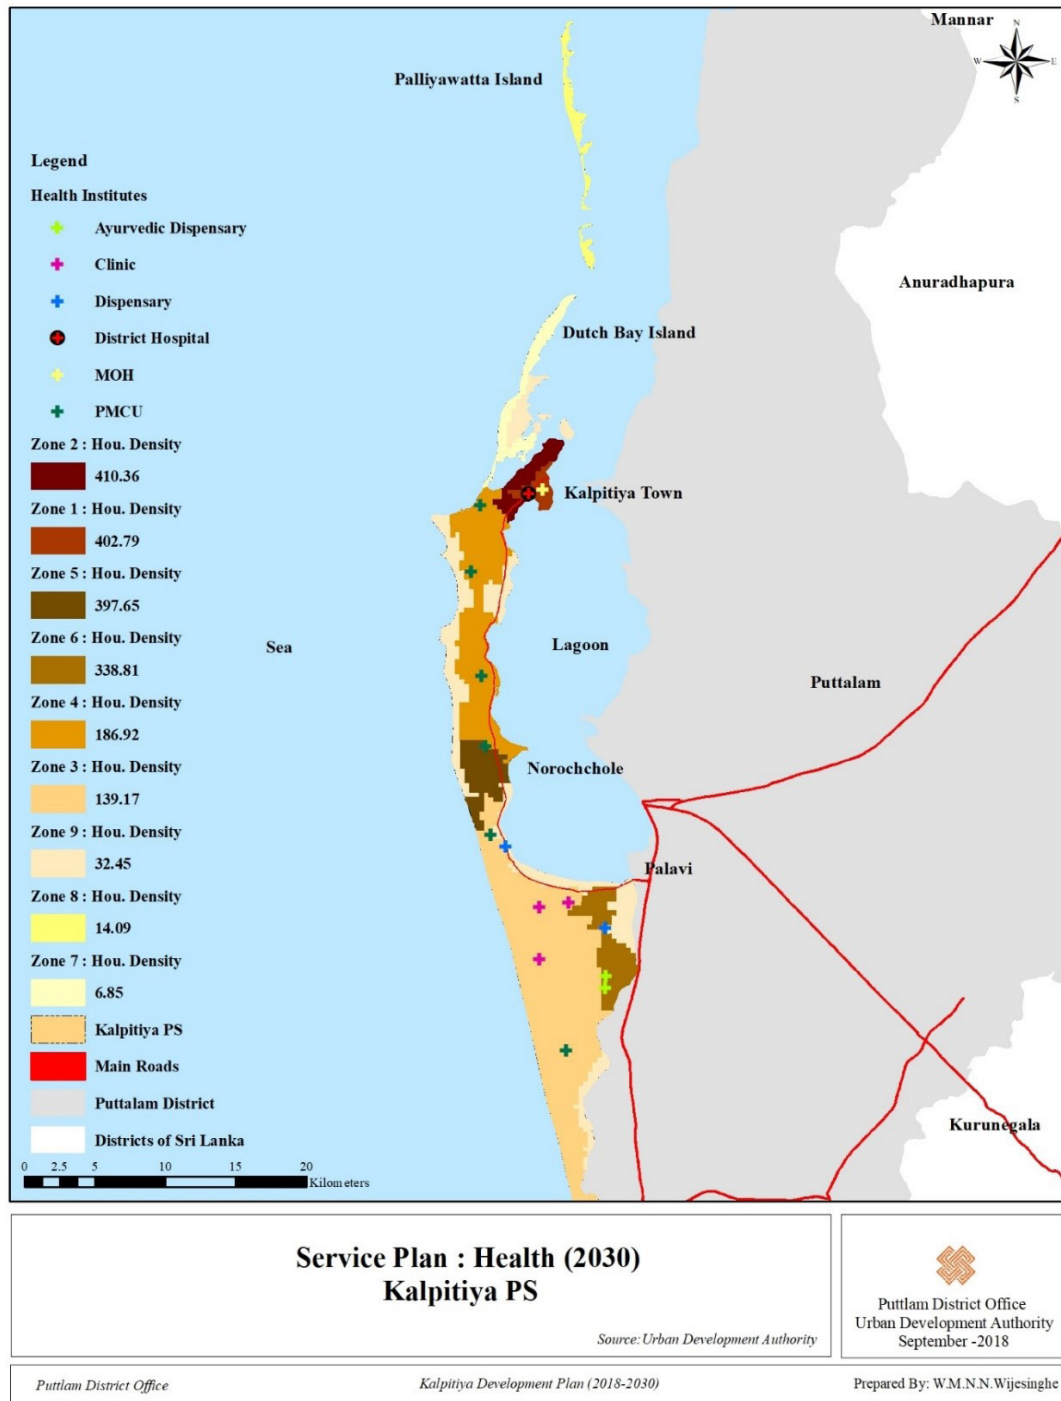 Mannar
N
W
E
S
Palliyawatta Island
Legend
Health Institutes
Ayurvedic Dispensary
Clinic
Dispensary
District Hospital
MOH
PMCU
Zone 2 : Hou. Density
410.36
Zone 1 : Hou. Density
402.79
Zone 5 : Hou. Density
397.65
Zone 6 : Hou. Density
338.81
Zone 4 : Hou. Density
186.92
Zone 3 : Hou. Density
139.17
Zone 9 : Hou. Density
32.45
Zone 8 : Hou. Density
14.09
Zone 7 : Hou. Density
6.85
Kalpitiya PS
Main Roads
Puttalam District
Districts of Sri Lanka
0 2.5 5 10 15 20
Kilometers
Anuradhapura
Dutch Bay Island
Kalpitiya Town
Sea
Lagoon
Puttalam
Norochchole
Palavi
Kurunegala
Service Plan : Health (2030)
Kalpitiya PS
Source: Urban Development Authority
Puttlam District Office
Urban Development Authority
September -2018
Puttlam District Office
Kalpitiya Development Plan (2018-2030)
Prepared By: W.M.N.N.Wijesinghe